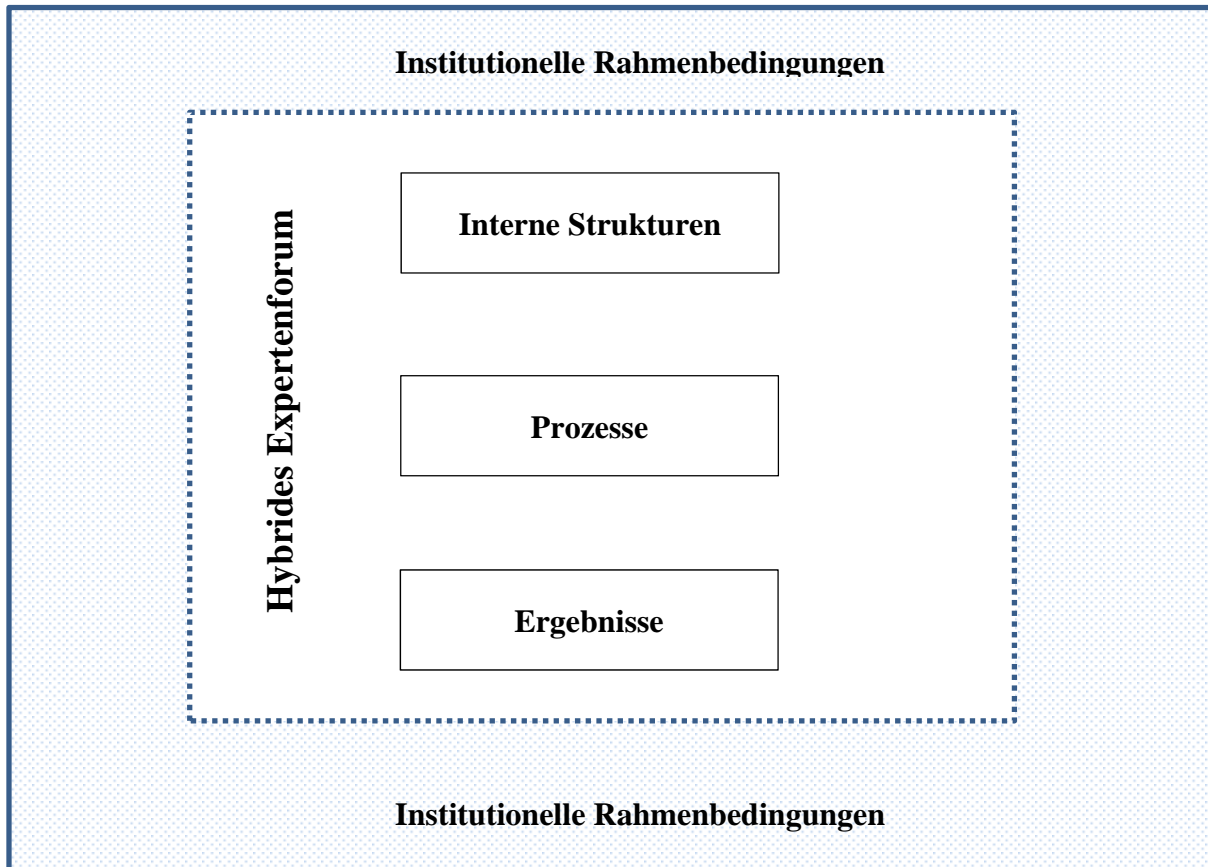 Institutionelle Rahmenbedingungen
Hybrides Expertenforum
Interne Strukturen
Prozesse
Ergebnisse
Institutionelle Rahmenbedingungen